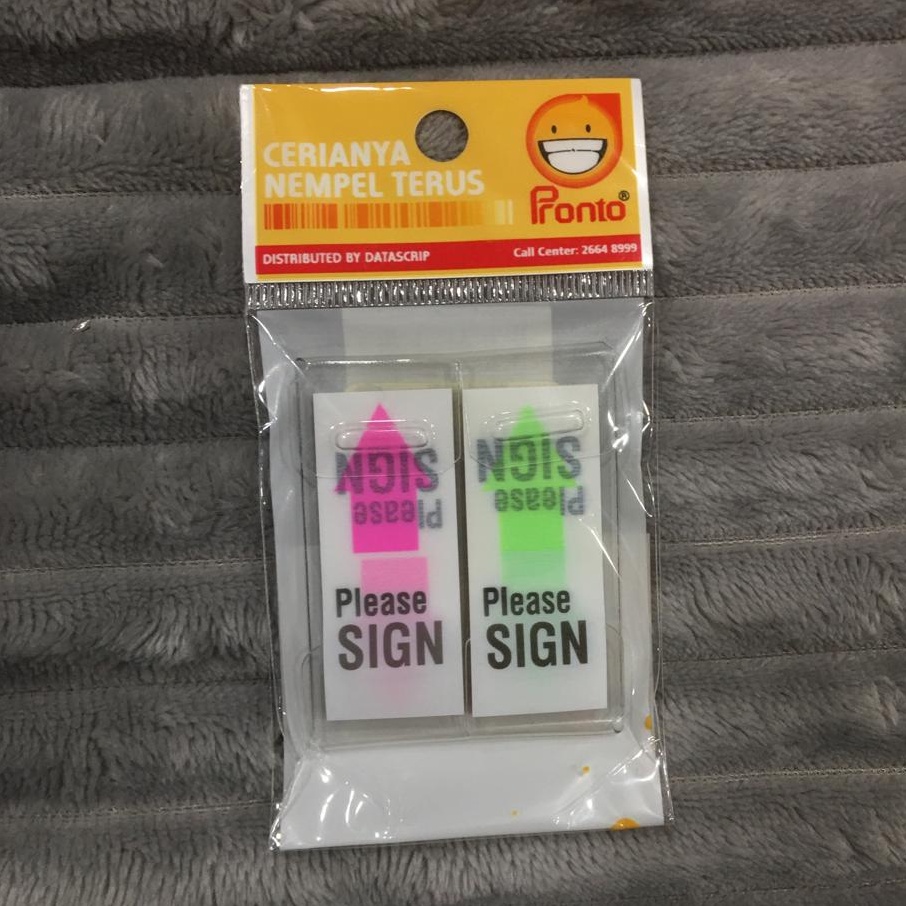 CERIANYA
NEMPEL TERUS
Pronto®
DISTRIBUTED BY DATASCRIP
Call Center: 2664 8999
SIGN
Please
Please
SIGN
SIGN
Please
Please
SIGN